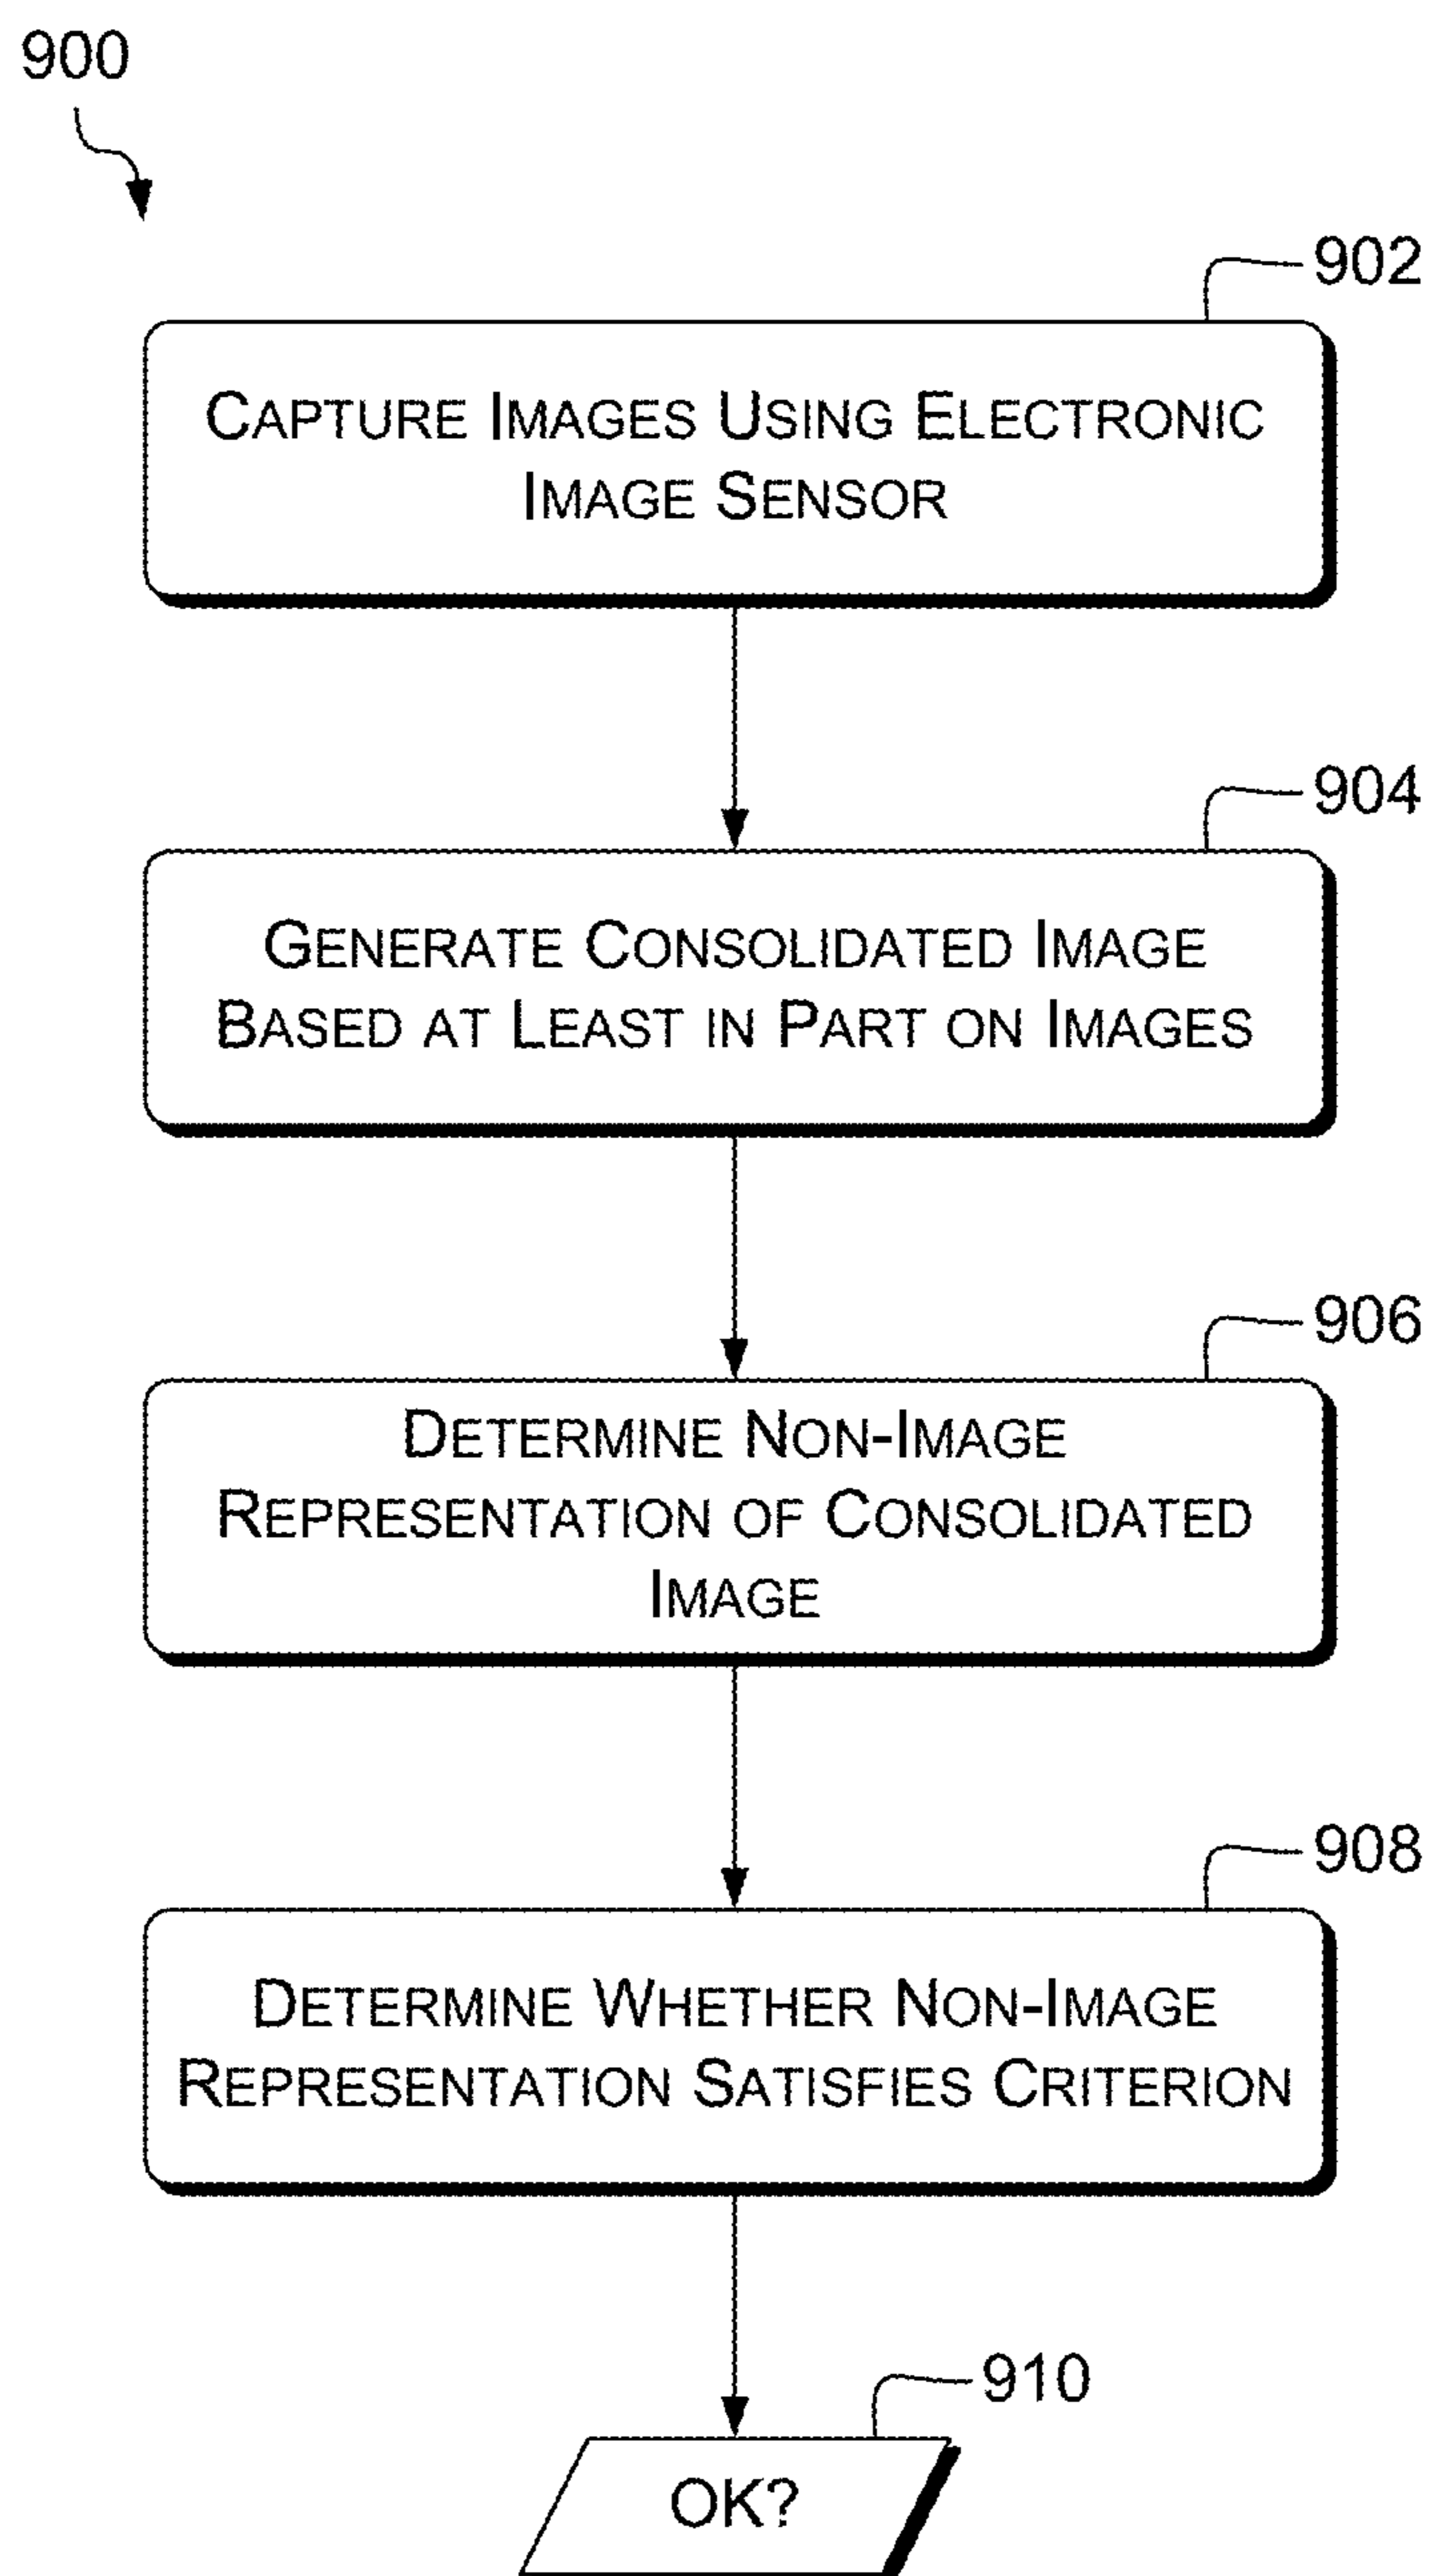 900
902
CAPTURE IMAGES USING ELECTRONIC
IMAGE SENSOR
904
GENERATE CONSOLIDATED IMAGE
BASED AT LEAST IN PART ON IMAGES
906
DETERMINE NON-IMAGE
REPRESENTATION OF CONSOLIDATED
IMAGE
908
DETERMINE WHETHER NON-IMAGE
REPRESENTATION SATISFIES CRITERION
910
OK?